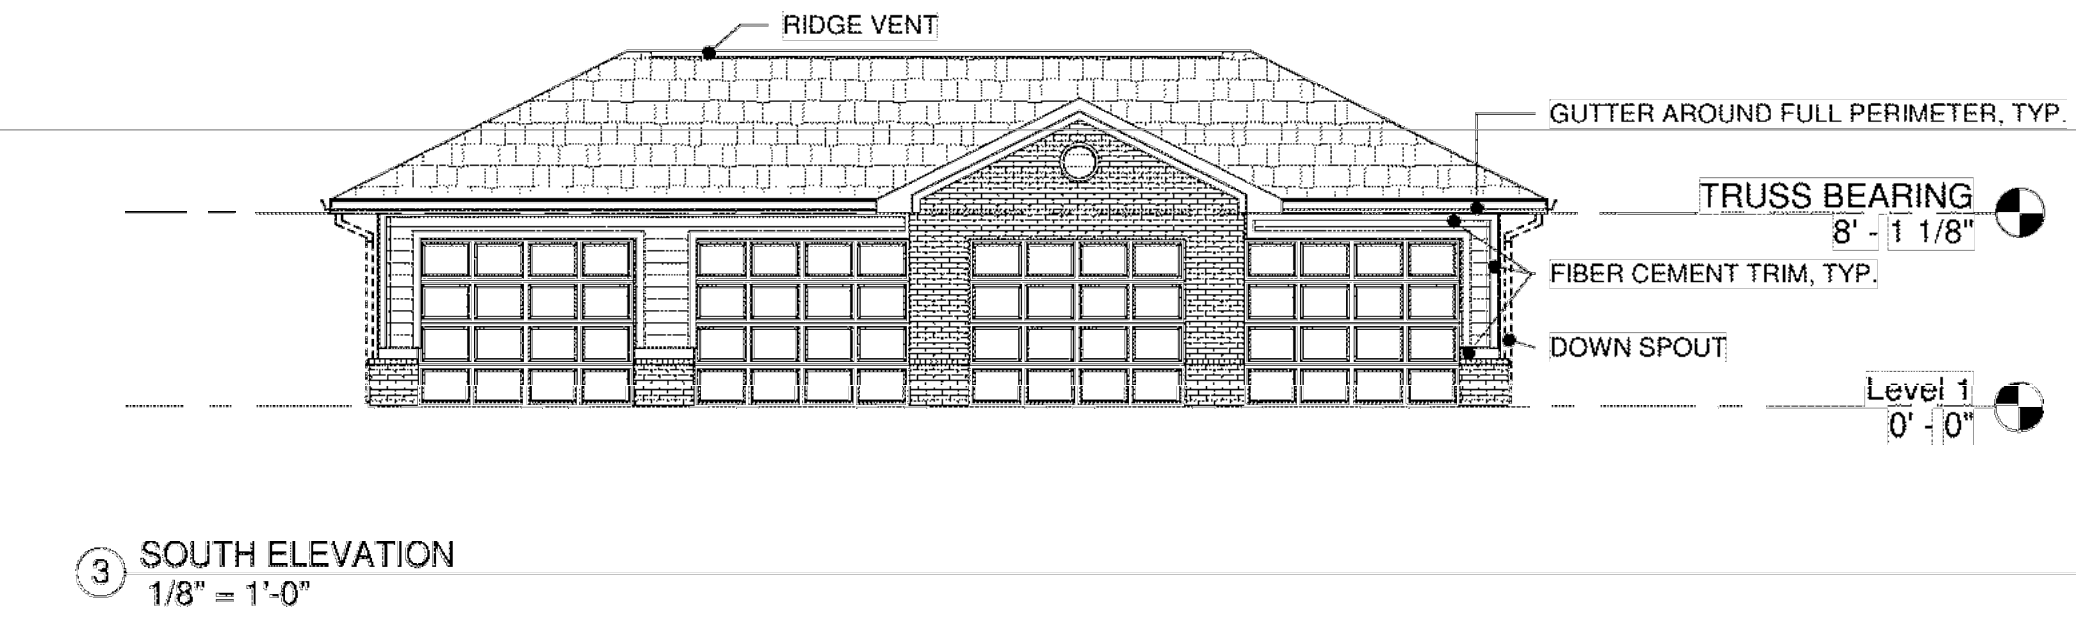 RIDGE VENT
GUTTER AROUND FULL PERIMETER, TYP.
TRUSS BEARING
8' - 1 1/8"
FIBER CEMENT TRIM, TYP.
DOWN SPOUT
Level 1
0' - 0"
3 SOUTH ELEVATION
1/8" = 1'-0"